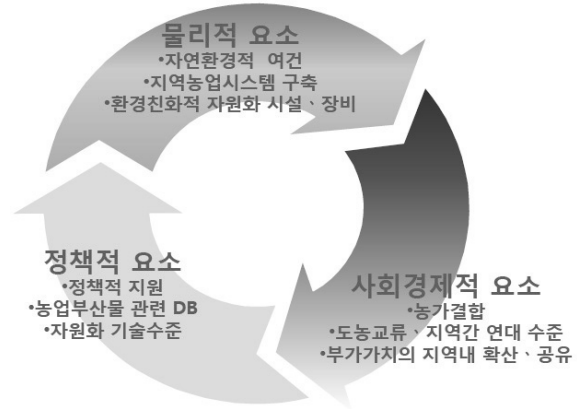 물리적 요소
•자연환경적 여건
•지역농업시스템 구축
•환경친화적 자원화 시설、장비
정책적 요소
•정책적 지원
•농업부산물 관련 DB
•자원화 기술수준
사회경제적 요소
•농가결합
•도농교류、지역간 연대 수준
•부가가치의 지역내 확산、공유